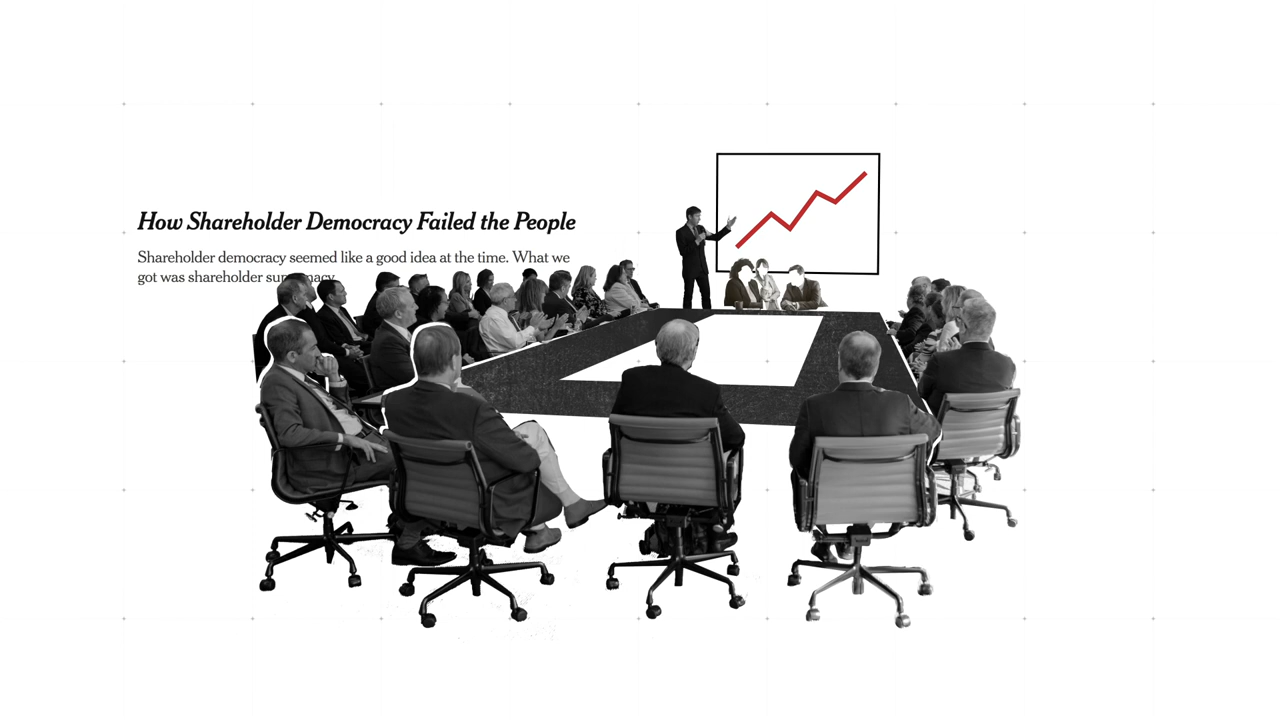 How Shareholder Democracy Failed the People
Shareholder democracy seemed like a good idea at the time. What we
got was shareholder supremacy